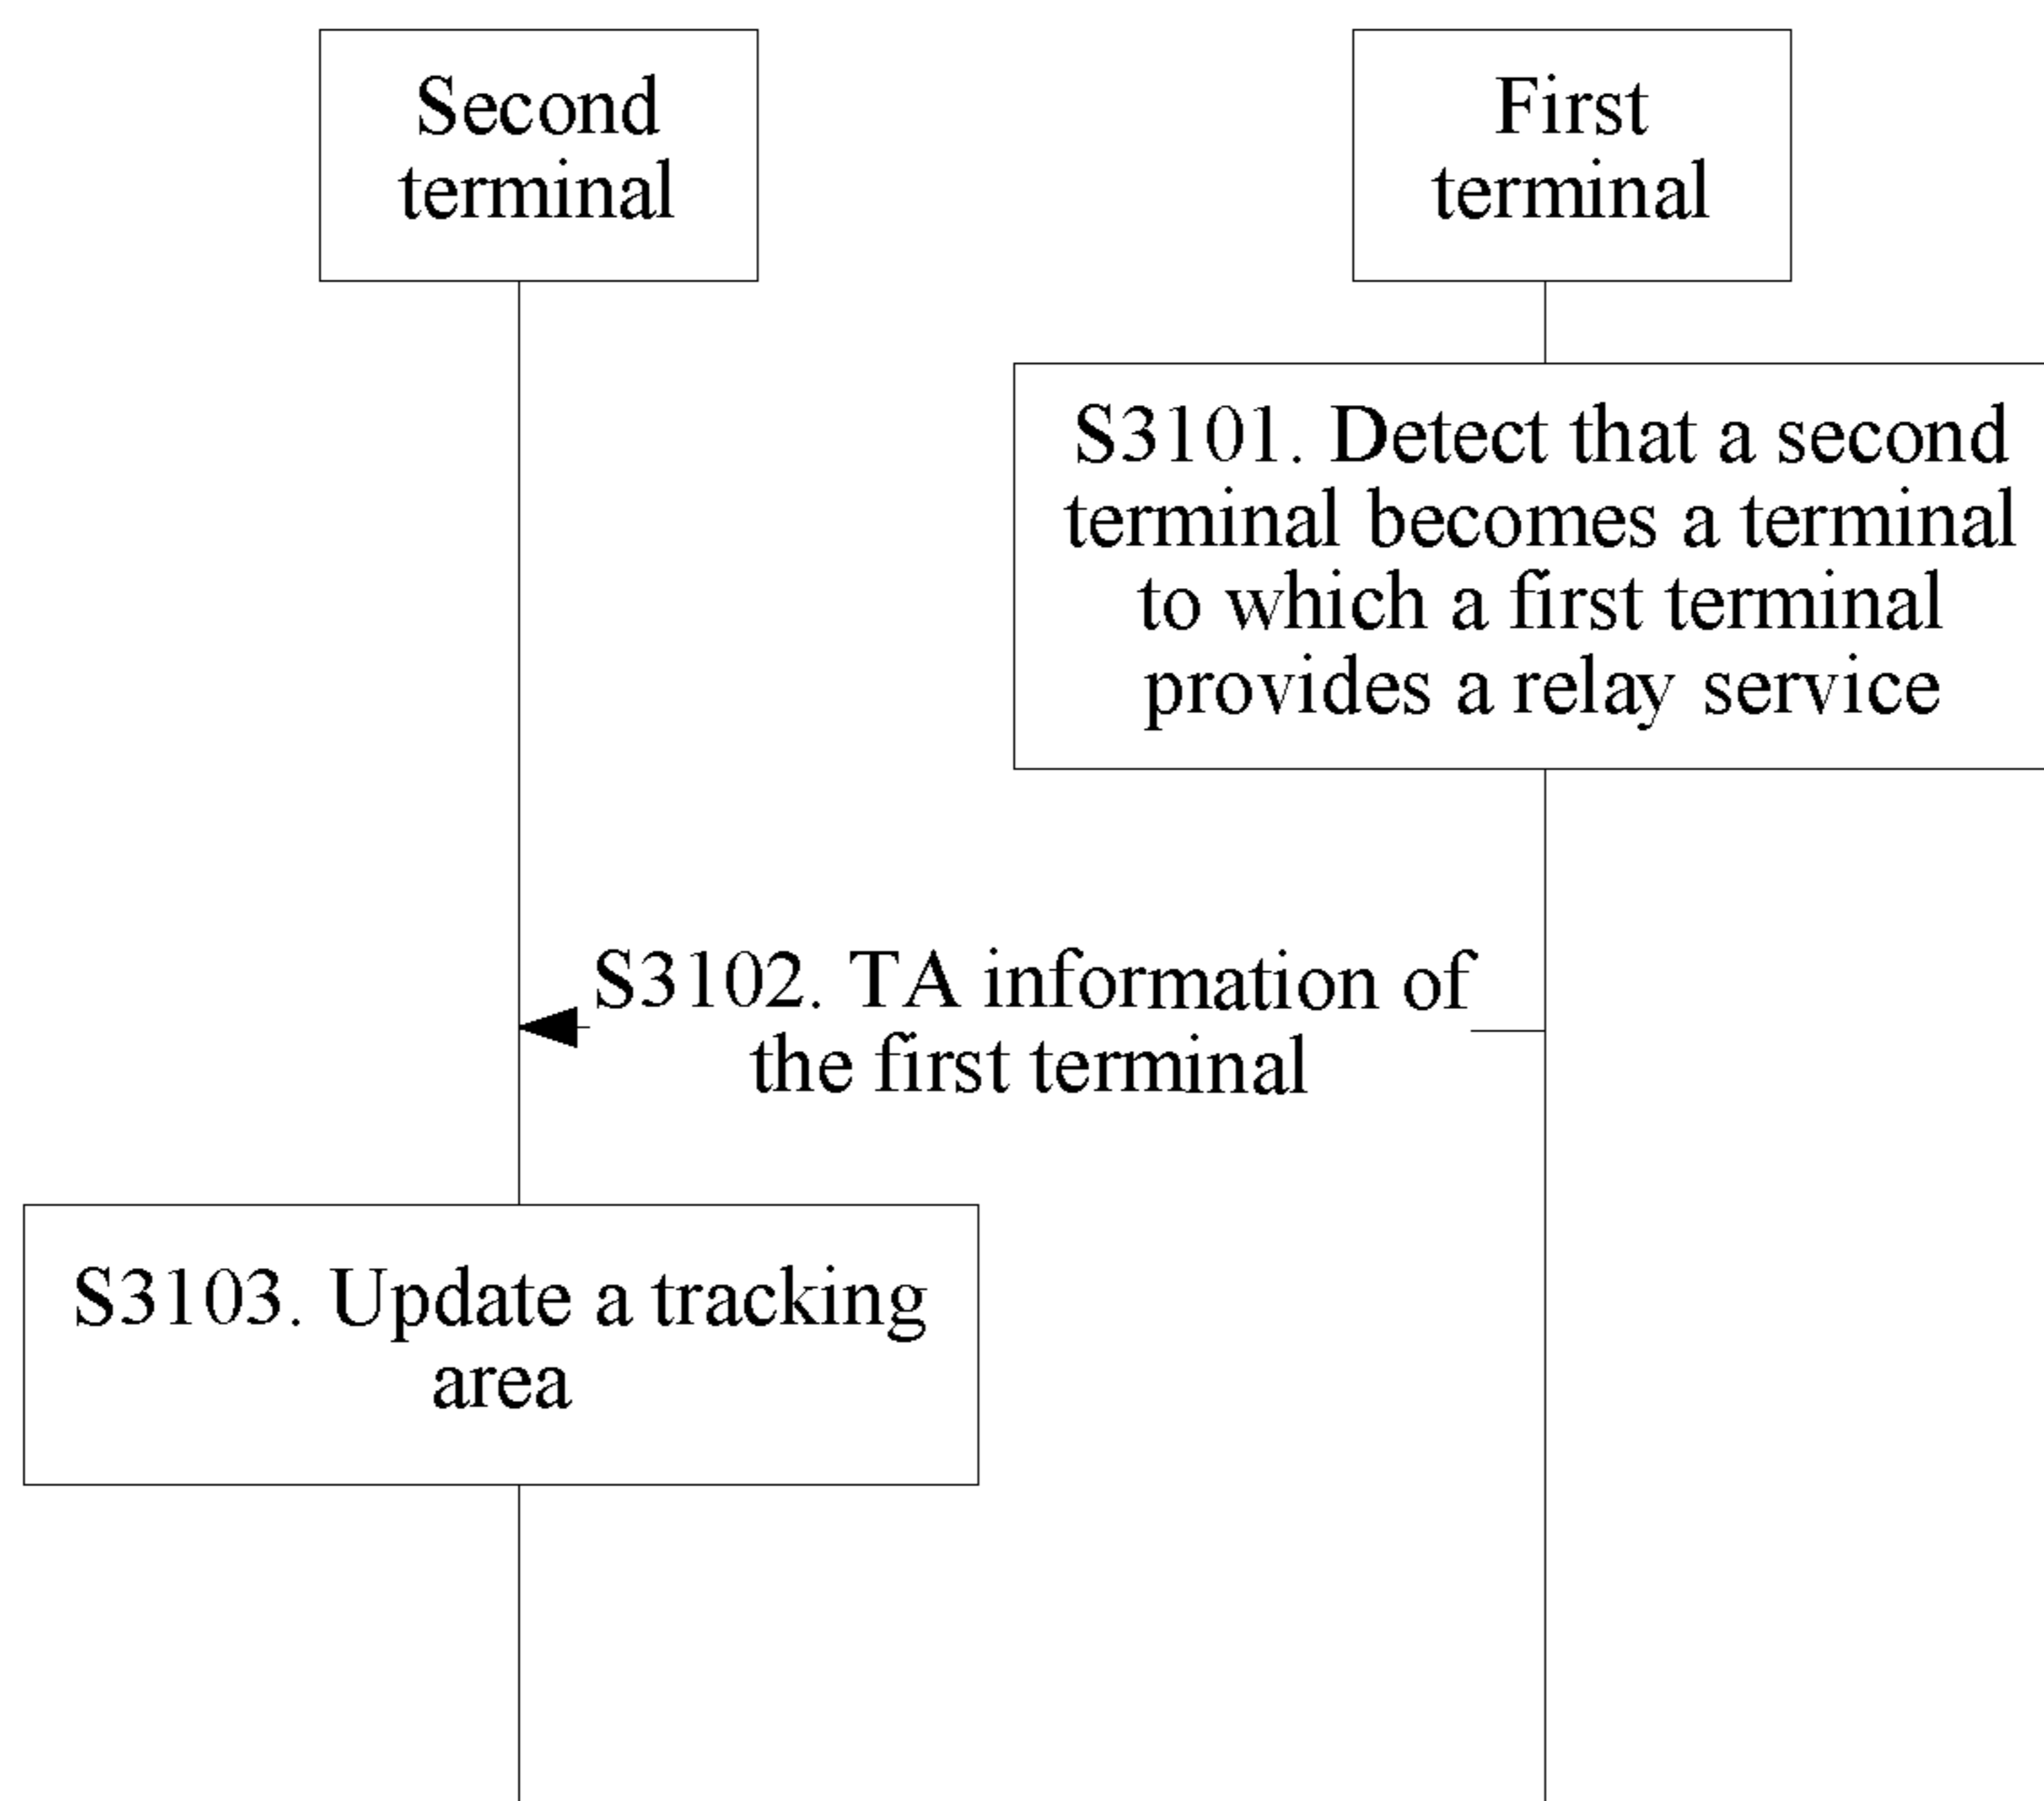 Second
terminal
First
terminal
S3101. Detect that a second
terminal becomes a terminal
to which a first terminal
provides a relay service
S3102. TA information of
the first terminal
S3103. Update a tracking
area